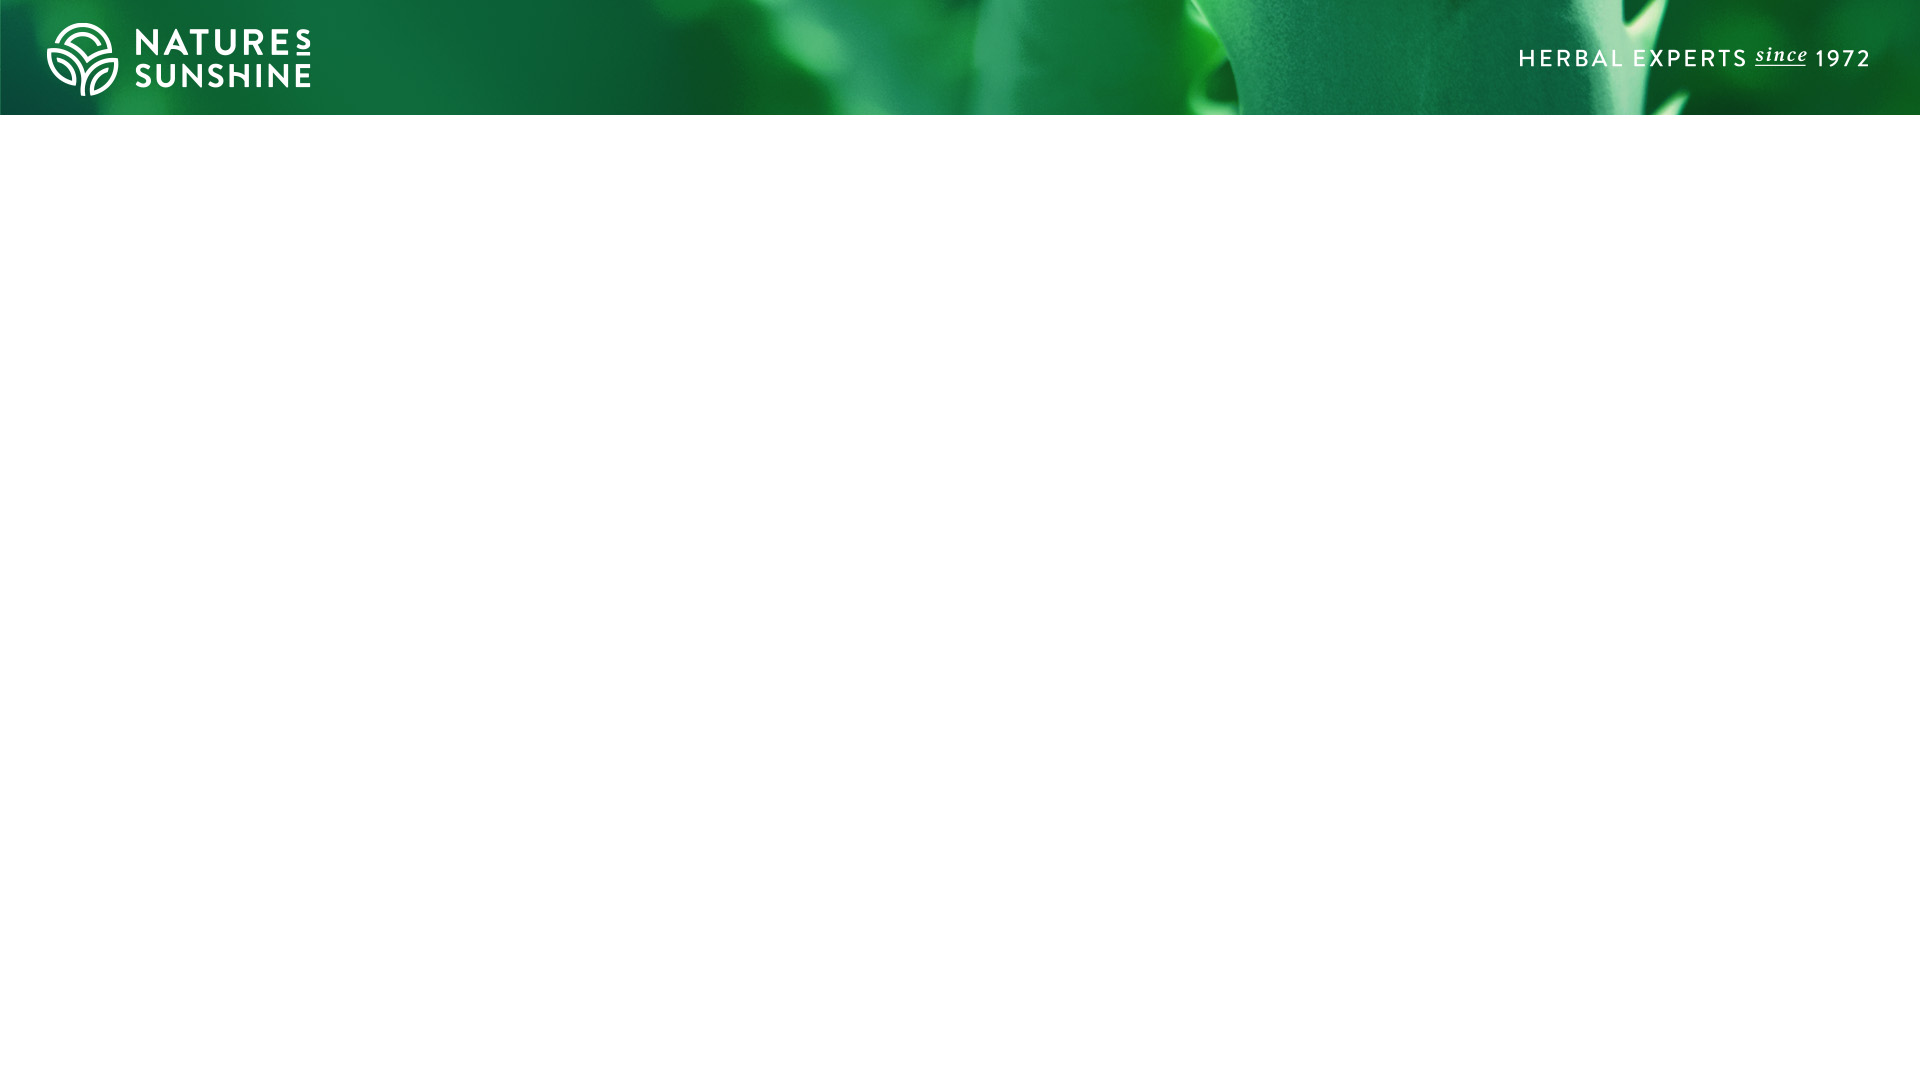 NATURES
SUNSHINE
HERBAL EXPERTS since 1972